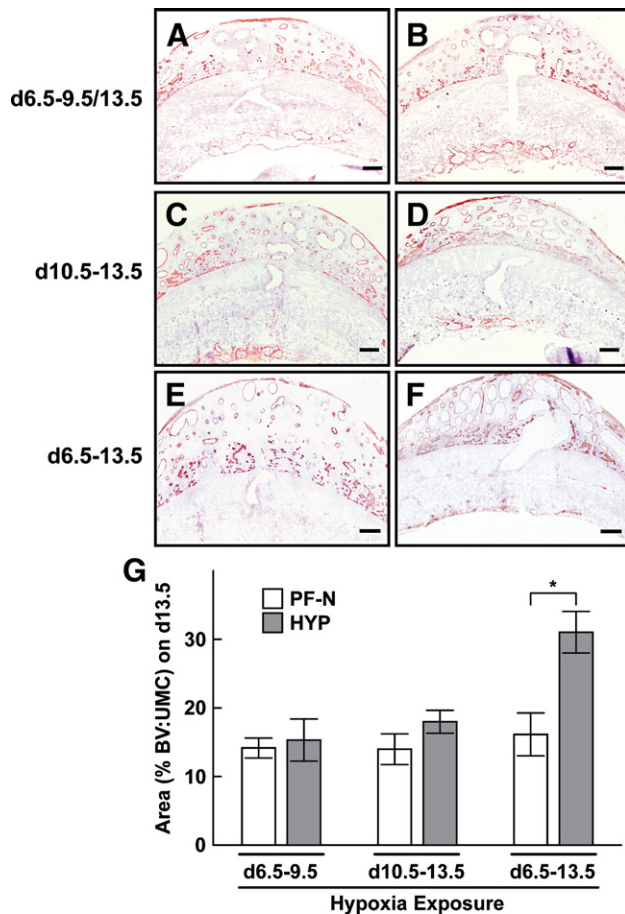 A
B
d6.5-9.5/13.5
C
D
d10.5-13.5
E
F
d6.5-13.5
G
PF-N
HYP
*
Area (% BV:UMC) on d13.5
30
20
10
0
d6.5-9.5
d10.5-13.5
d6.5-13.5
Hypoxia Exposure